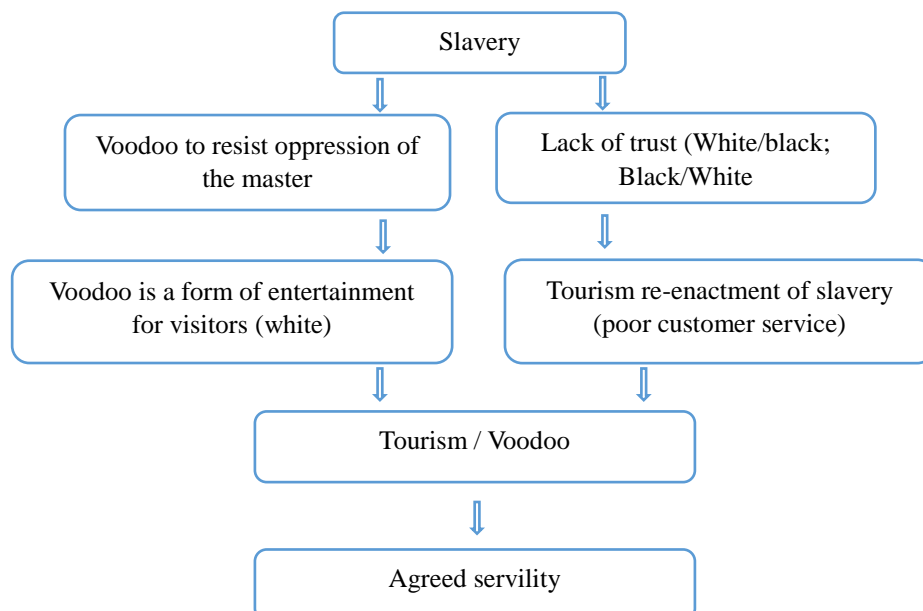 Slavery
Voodoo to resist oppression of
the master
Lack of trust (White/black;
Black/White
Voodoo is a form of entertainment
for visitors (white)
Tourism re-enactment of slavery
(poor customer service)
Tourism / Voodoo
Agreed servility